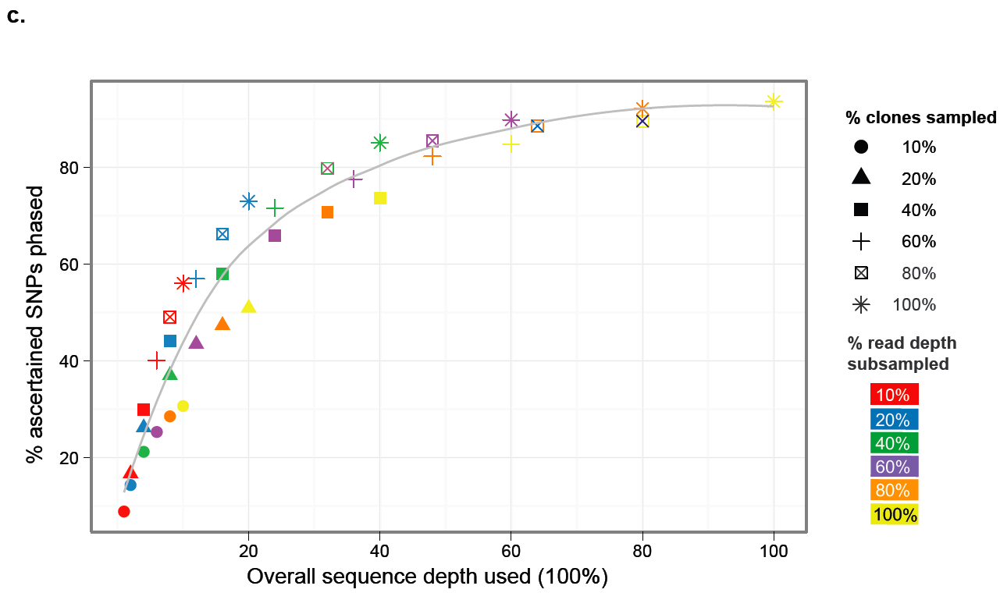 c.
% ascertained SNPs phased
80
60
40
20
20 40 60 80 100
Overall sequence depth used (100%)
% clones sampled
10%
20%
40%
60%
80%
100%
% read depth
subsampled
10%
20%
40%
60%
80%
100%